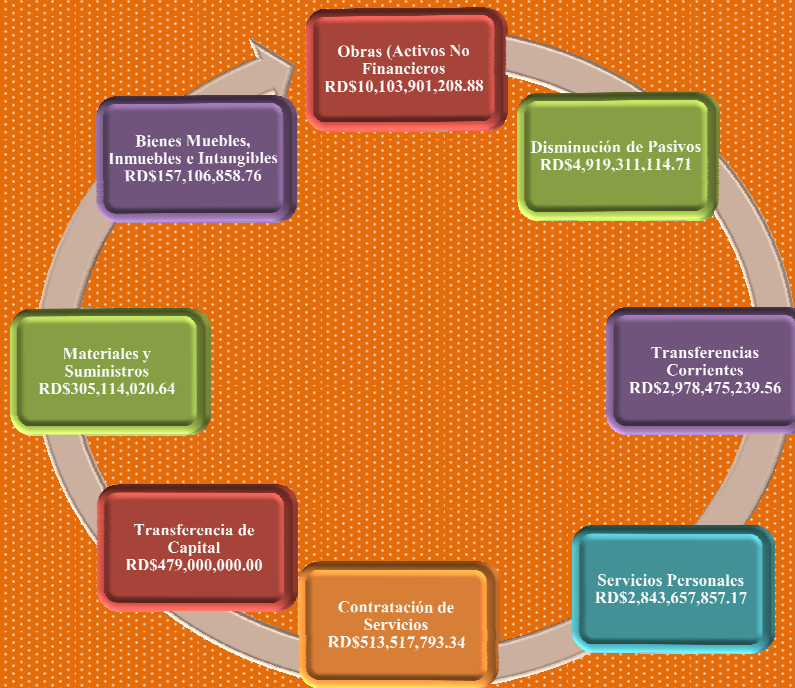 Obras (Activos No
Financieros
RD$10,103,901,208.88
Disminución de Pasivos
RD$4,919,311,114.71
Transferencias
Corrientes
RD$2,978,475,239.56
Servicios Personales
RD$2,843,657,857.17
Contratación de
Servicios
RD$513,517,793.34
Transferencia de
Capital
RD$479,000,000.00
Materiales y
Suministros
RD$305,114,020.64
Bienes Muebles,
Inmuebles e Intangibles
RD$157,106,858.76